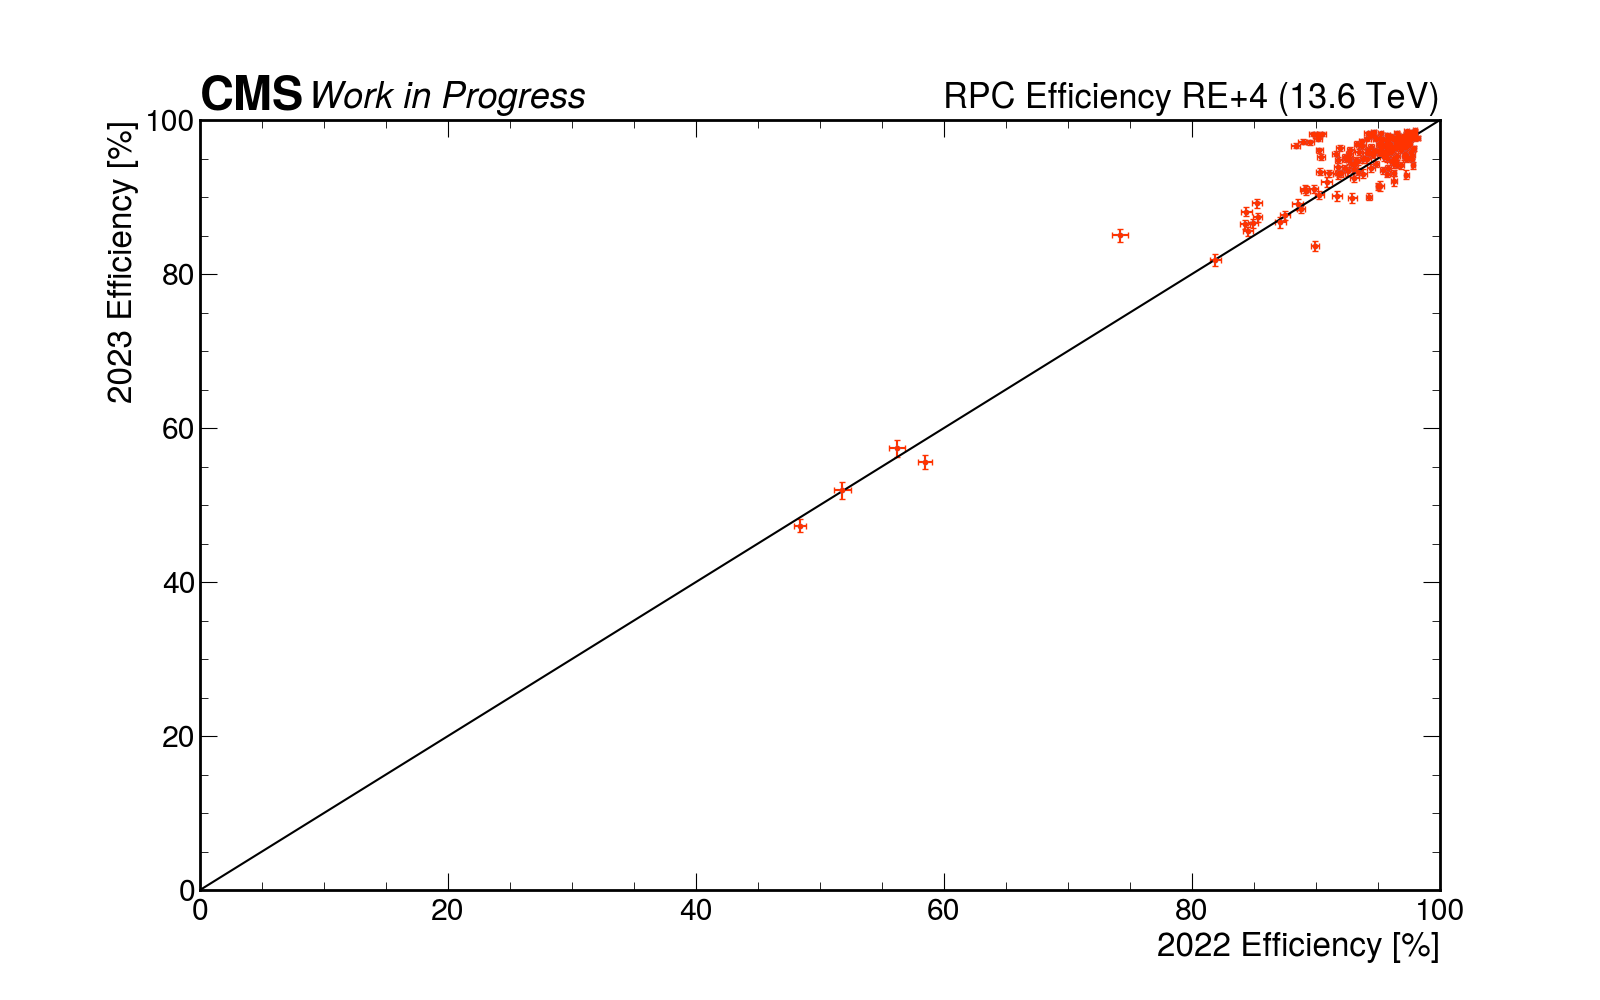 CMS Work in Progress
RPC Efficiency RE+4 (13.6 TeV)
2023 Efficiency [%]
100
80
60
40
20
0
0 20 40 60 80 100
2022 Efficiency [%]